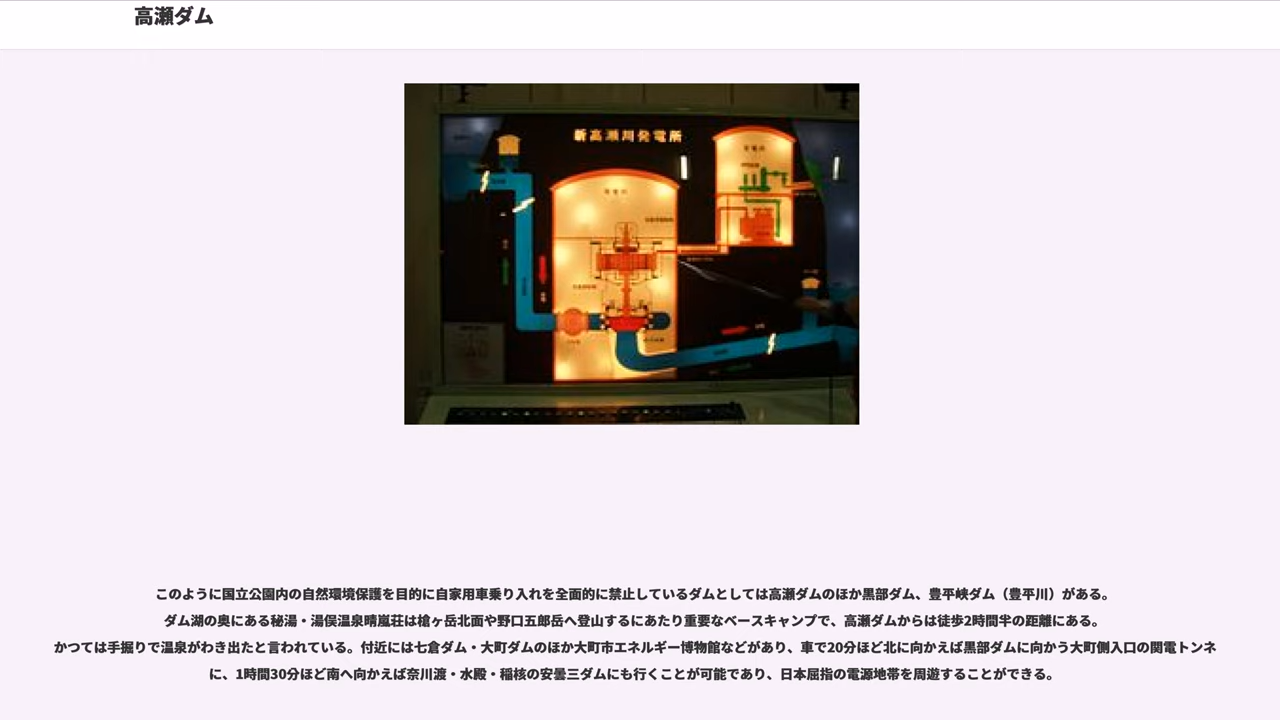 高瀬ダム
新高瀬川発電所
このように国立公園内の自然環境保護を目的に自家用車乗り入れを全面的に禁止しているダムとしては高瀬ダムのほか黒部ダム、豊平峡ダム（豊平川）がある。
ダム湖の奥にある秘湯・湯俣温泉晴嵐荘は槍ヶ岳北面や野口五郎岳へ登山するにあたり重要なベースキャンプで、高瀬ダムからは徒歩2時間半の距離にある。
かつては手掘りで温泉がわき出たと言われている。付近には七倉ダム・大町ダムのほか大町市エネルギー博物館などがあり、車で20分ほど北に向かえば黒部ダムに向かう大町側入口の関電トンネ
に、1時間30分ほど南へ向かえば奈川渡・水殿・稲核の安曇三ダムにも行くことが可能であり、日本屈指の電源地帯を周遊することができる。